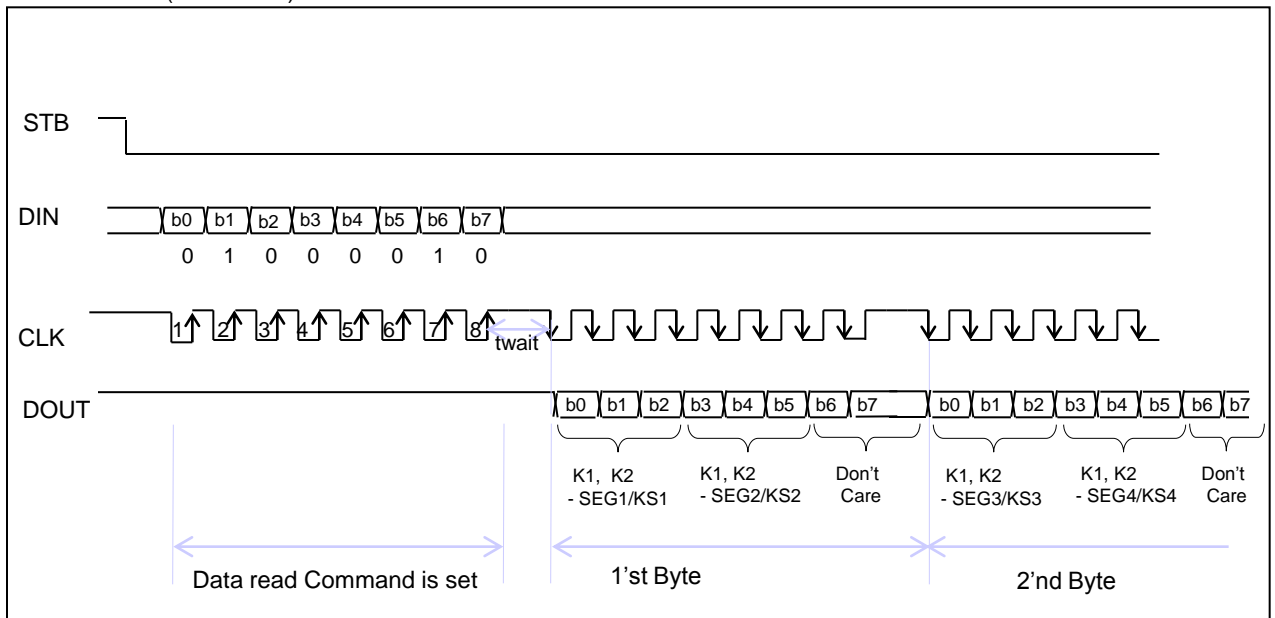 STB
DIN
b0 b1 b2 b3 b4 b5 b6 b7
0 1 0 0 0 0 1 0
CLK
1 2 3 4 5 6 7 8
twait
DOUT
b0 b1 b2 b3 b4 b5 b6 b7 b0 b1 b2 b3 b4 b5 b6 b7
K1, K2
- SEG1/KS1
K1, K2
- SEG2/KS2
Don't
Care
K1, K2
- SEG3/KS3
K1, K2
- SEG4/KS4
Don't
Care
Data read Command is set
1'st Byte
2'nd Byte